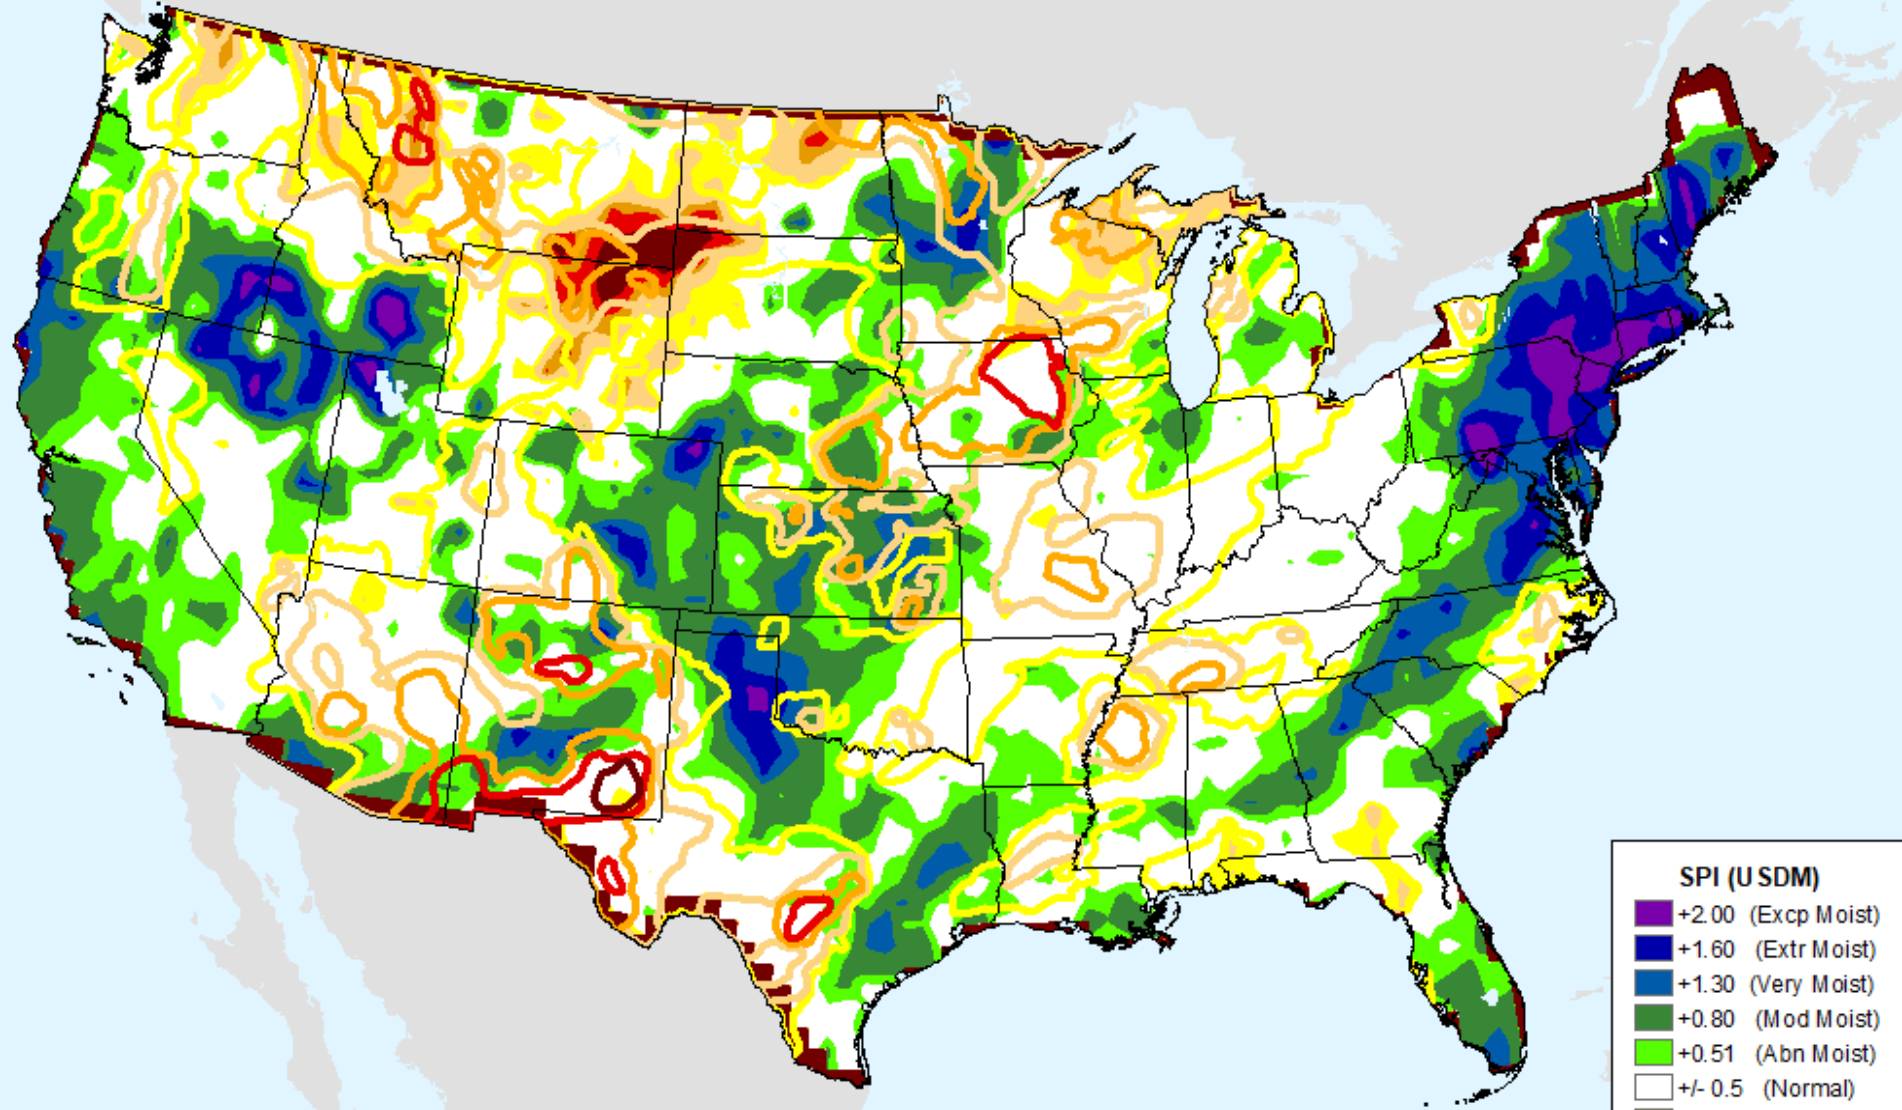 SPI (USDM)
+2.00 (Excp Moist)
+1.60 (Extr Moist)
+1.30 (Very Moist)
+0.80 (Mod Moist)
+0.51 (Abn Moist)
+/- 0.5 (Normal)